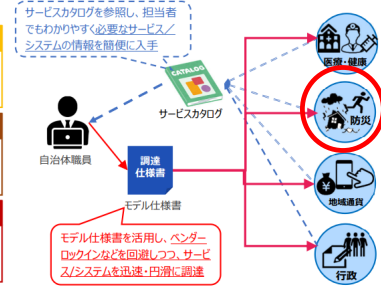 サービスカタログを参照し、担当者
でもわかりやすく必要なサービス/
システムの情報を簡便に入手
CATALOG
サービスカタログ
医療・健康
防災
自治体職員
調達
仕様書
モデル仕様書
¥
地域通貨
モデル仕様書を活用し、ベンダー
ロックインなどを回避しつつ、サービ
ス/システムを迅速・円滑に調達
行政